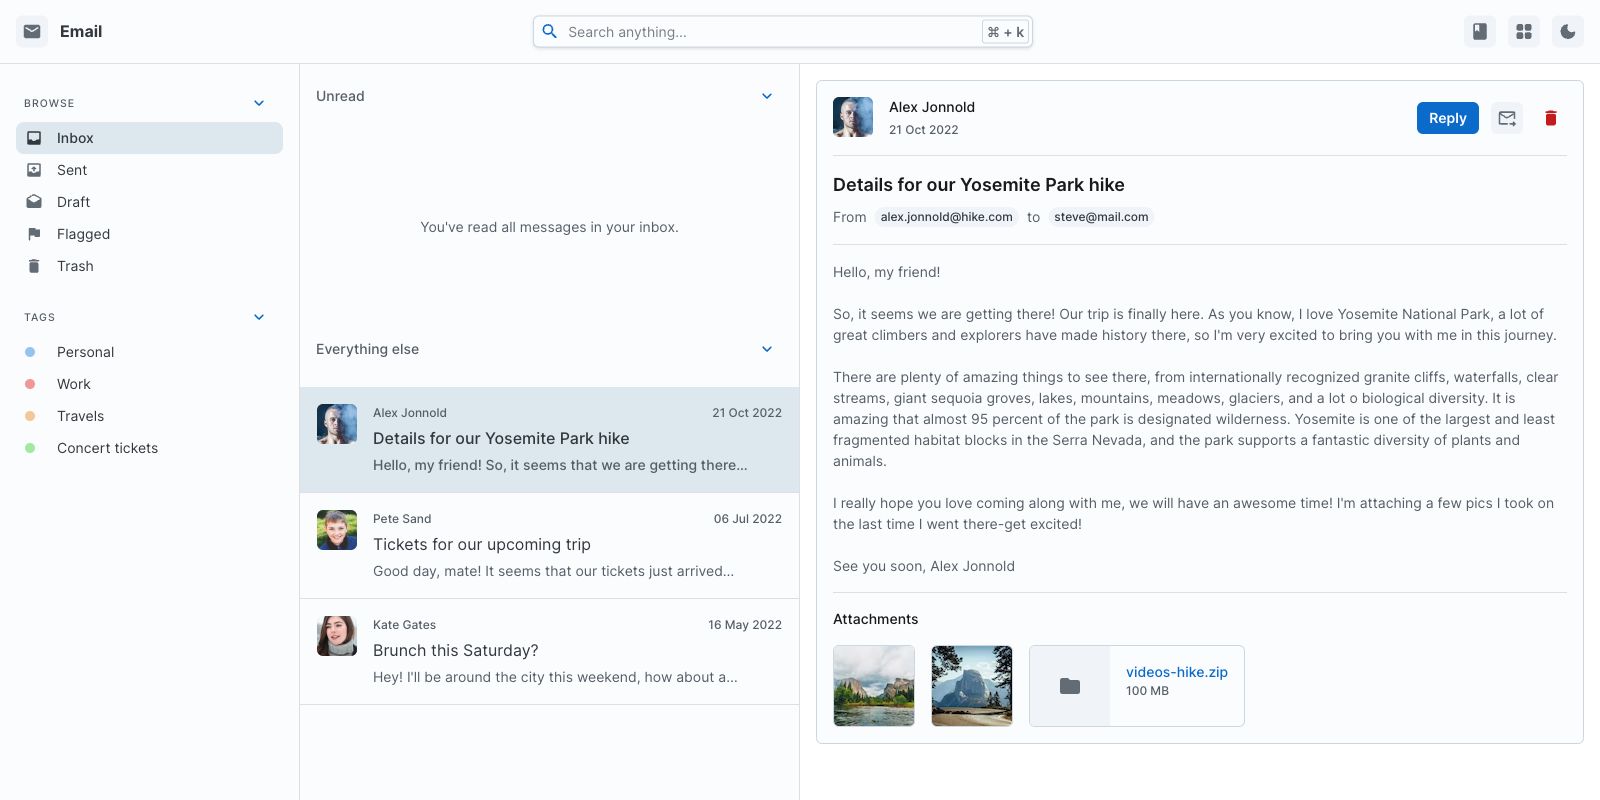 Email
Search anything...
⌘ + k
BROWSE
Inbox
Sent
Draft
Flagged
Trash
TAGS
Personal
Work
Travels
Concert tickets
Unread
You've read all messages in your inbox.
Everything else
Alex Jonnold
21 Oct 2022
Details for our Yosemite Park hike
Hello, my friend! So, it seems that we are getting there...
Pete Sand
06 Jul 2022
Tickets for our upcoming trip
Good day, mate! It seems that our tickets just arrived...
Kate Gates
16 May 2022
Brunch this Saturday?
Hey! I'll be around the city this weekend, how about a...
Alex Jonnold
21 Oct 2022
Reply
Details for our Yosemite Park hike
From alex.jonnold@hike.com to steve@mail.com
Hello, my friend!
So, it seems we are getting there! Our trip is finally here. As you know, I love Yosemite National Park, a lot of
great climbers and explorers have made history there, so I'm very excited to bring you with me in this journey.
There are plenty of amazing things to see there, from internationally recognized granite cliffs, waterfalls, clear
streams, giant sequoia groves, lakes, mountains, meadows, glaciers, and a lot o biological diversity. It is
amazing that almost 95 percent of the park is designated wilderness. Yosemite is one of the largest and least
fragmented habitat blocks in the Serra Nevada, and the park supports a fantastic diversity of plants and
animals.
I really hope you love coming along with me, we will have an awesome time! I'm attaching a few pics I took on
the last time I went there-get excited!
See you soon, Alex Jonnold
Attachments
videos-hike.zip
100 MB